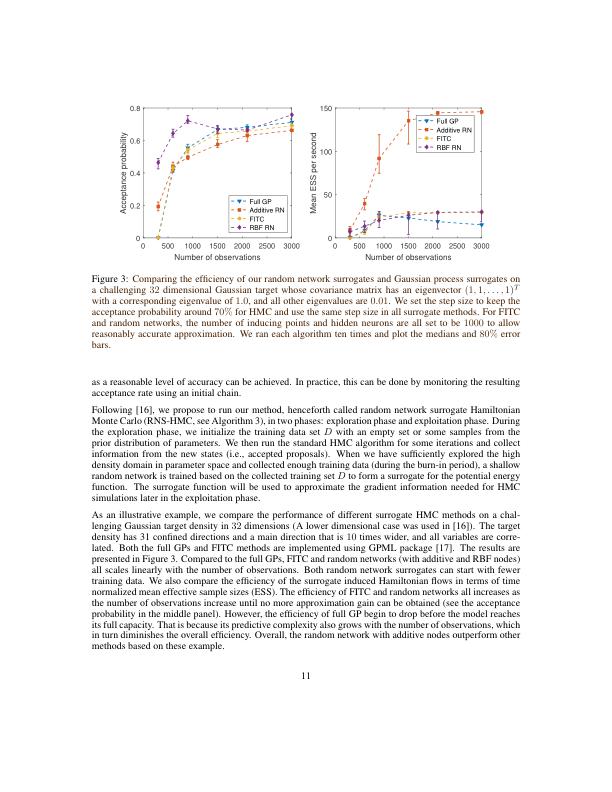 0.8
0.6
0.4
0.2
0
Acceptance probability
0 500 1000 1500 2000 2500 3000
Number of observations
Full GP
Additive RN
FITC
RBF RN
150
100
50
0
Mean ESS per second
0 500 1000 1500 2000 2500 3000
Number of observations
Full GP
Additive RN
FITC
RBF RN
Figure 3: Comparing the efficiency of our random network surrogates and Gaussian process surrogates on
a challenging 32 dimensional Gaussian target whose covariance matrix has an eigenvector (1, 1, . . . , 1)^T
with a corresponding eigenvalue of 1.0, and all other eigenvalues are 0.01. We set the step size to keep the
acceptance probability around 70% for HMC and use the same step size in all surrogate methods. For FITC
and random networks, the number of inducing points and hidden neurons are all set to be 1000 to allow
reasonably accurate approximation. We ran each algorithm ten times and plot the medians and 80% error
bars.
as a reasonable level of accuracy can be achieved. In practice, this can be done by monitoring the resulting
acceptance rate using an initial chain.
Following [16], we propose to run our method, henceforth called random network surrogate Hamiltonian
Monte Carlo (RNS-HMC, see Algorithm 3), in two phases: exploration phase and exploitation phase. During
the exploration phase, we initialize the training data set D with an empty set or some samples from the
prior distribution of parameters. We then run the standard HMC algorithm for some iterations and collect
information from the new states (i.e., accepted proposals). When we have sufficiently explored the high
density domain in parameter space and collected enough training data (during the burn-in period), a shallow
random network is trained based on the collected training set D to form a surrogate for the potential energy
function. The surrogate function will be used to approximate the gradient information needed for HMC
simulations later in the exploitation phase.
As an illustrative example, we compare the performance of different surrogate HMC methods on a chal-
lenging Gaussian target density in 32 dimensions (A lower dimensional case was used in [16]). The target
density has 31 confined directions and a main direction that is 10 times wider, and all variables are corre-
lated. Both the full GPs and FITC methods are implemented using GPML package [17]. The results are
presented in Figure 3. Compared to the full GPs, FITC and random networks (with additive and RBF nodes)
all scales linearly with the number of observations. Both random network surrogates can start with fewer
training data. We also compare the efficiency of the surrogate induced Hamiltonian flows in terms of time
normalized mean effective sample sizes (ESS). The efficiency of FITC and random networks all increases as
the number of observations increase until no more approximation gain can be obtained (see the acceptance
probability in the middle panel). However, the efficiency of full GP begin to drop before the model reaches
its full capacity. That is because its predictive complexity also grows with the number of observations, which
in turn diminishes the overall efficiency. Overall, the random network with additive nodes outperform other
methods based on these example.
11